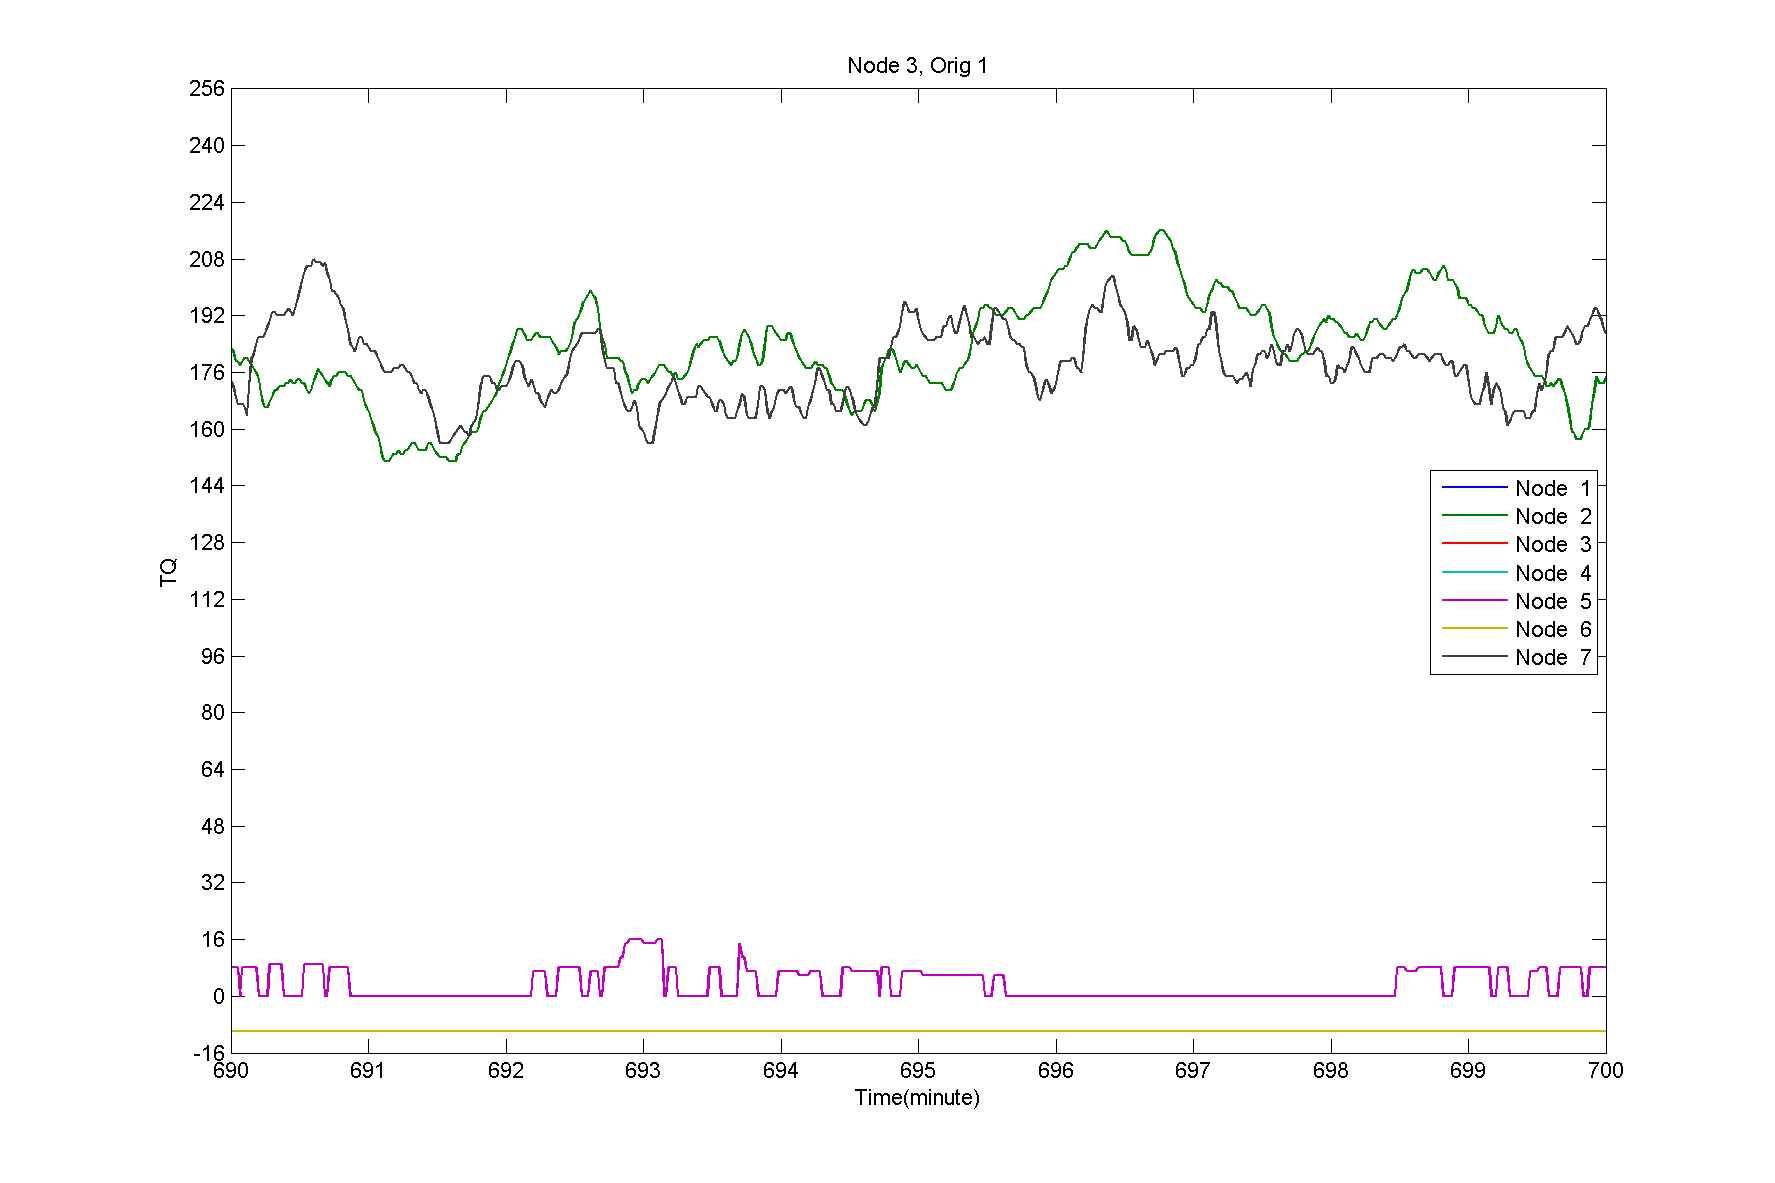 Node 3, Orig 1
256
240
224
208
192
176
160
144
128
112
96
80
64
48
32
16
0
-16
TQ
Node 1
Node 2
Node 3
Node 4
Node 5
Node 6
Node 7
690 691 692 693 694 695 696 697 698 699 700
Time(minute)